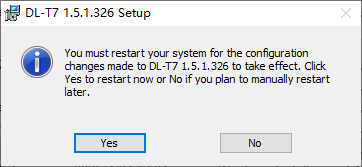 DL-T7 1.5.1.326 Setup
You must restart your system for the configuration
changes made to DL-T7 1.5.1.326 to take effect. Click
Yes to restart now or No if you plan to manually restart
later.
Yes
No